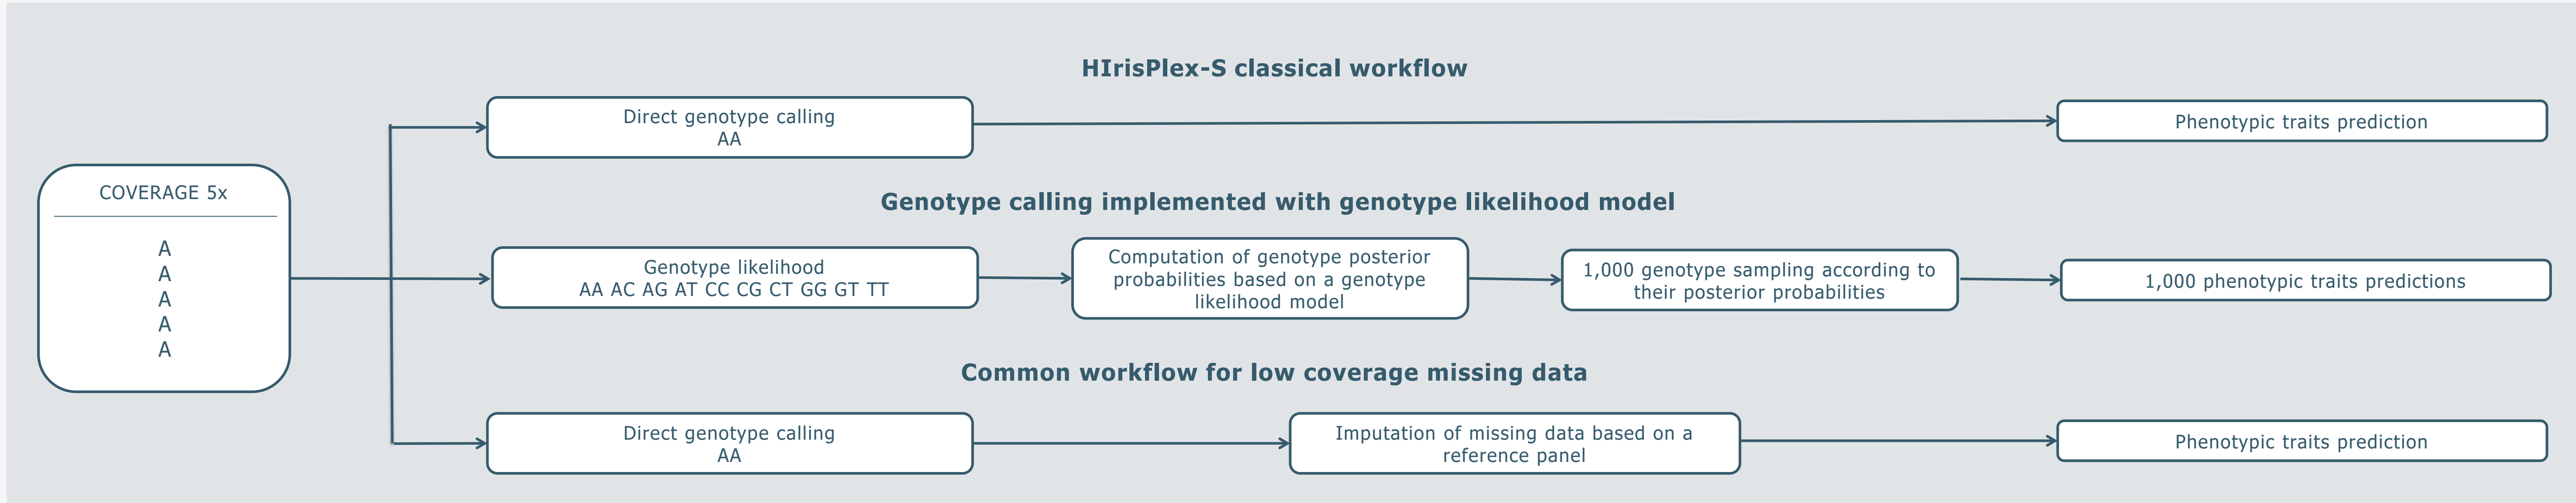 HIrisPlex-S classical workflow
Direct genotype calling
AA
Phenotypic traits prediction
COVERAGE 5x
A
A
A
A
A
Genotype calling implemented with genotype likelihood model
Genotype likelihood
AA AC AG AT CC CG CT GG GT TT
Computation of genotype posterior
probabilities based on a genotype
likelihood model
1,000 genotype sampling according to
their posterior probabilities
1,000 phenotypic traits predictions
Common workflow for low coverage missing data
Direct genotype calling
AA
Imputation of missing data based on a
reference panel
Phenotypic traits prediction